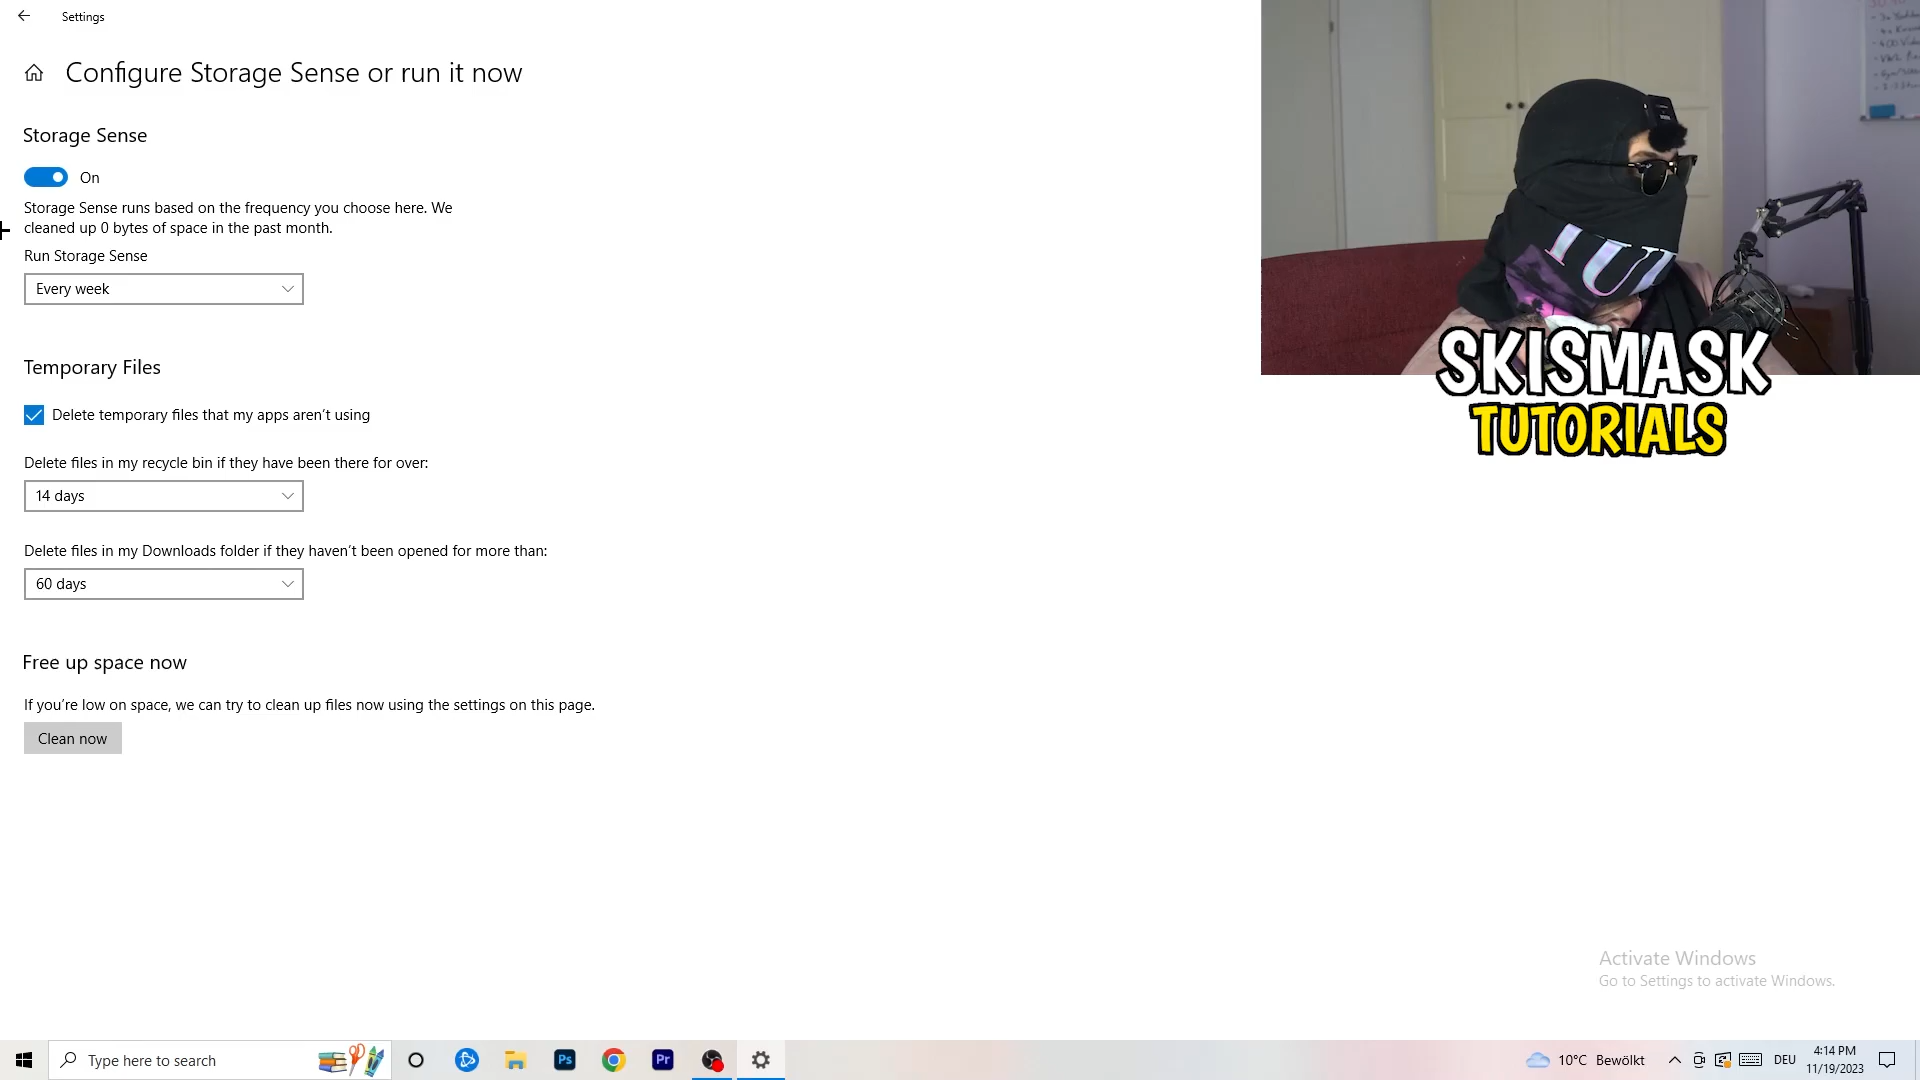 Settings
Configure Storage Sense or run it now
Storage Sense
On
Storage Sense runs based on the frequency you choose here. We
cleaned up 0 bytes of space in the past month.
Run Storage Sense
Every week
Temporary Files
Delete temporary files that my apps aren't using
Delete files in my recycle bin if they have been there for over:
14 days
Delete files in my Downloads folder if they haven't been opened for more than:
60 days
Free up space now
If you're low on space, we can try to clean up files now using the settings on this page.
Clean now
SKISMASK
TUTORIALS
Activate Windows
Go to Settings to activate Windows.
Type here to search
Ps
Pr
10°C Bewölkt
DEU
4:14 PM
11/19/2023